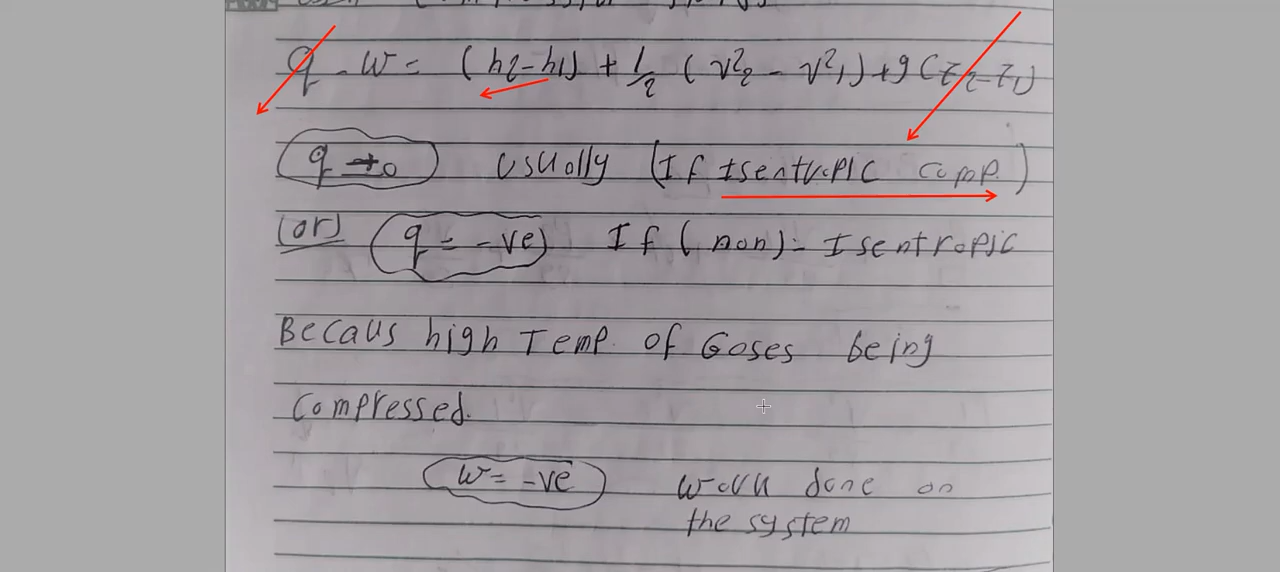 q - w = (h2-h1) + 1/2 (v²2 - v²1) + g (z2-z1)
q → 0 usually (If Isentropic comp.)
(or) q = -ve If (non)- Isentropic
Becaus high Temp. of Gases being
compressed.
w = -ve work done on
the system